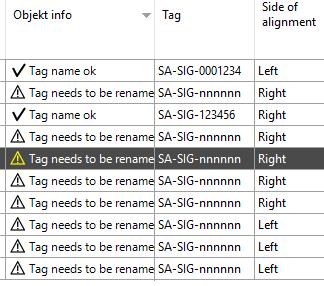 Objekt info Tag Side of
alignment
Tag name ok SA-SIG-0001234 Left
Tag needs to be rename SA-SIG-nnnnnn Right
Tag name ok SA-SIG-123456 Right
Tag needs to be rename SA-SIG-nnnnnn Right
Tag needs to be rename SA-SIG-nnnnnn Right
Tag needs to be rename SA-SIG-nnnnnn Right
Tag needs to be rename SA-SIG-nnnnnn Right
Tag needs to be rename SA-SIG-nnnnnn Left
Tag needs to be rename SA-SIG-nnnnnn Left
Tag needs to be rename SA-SIG-nnnnnn Left